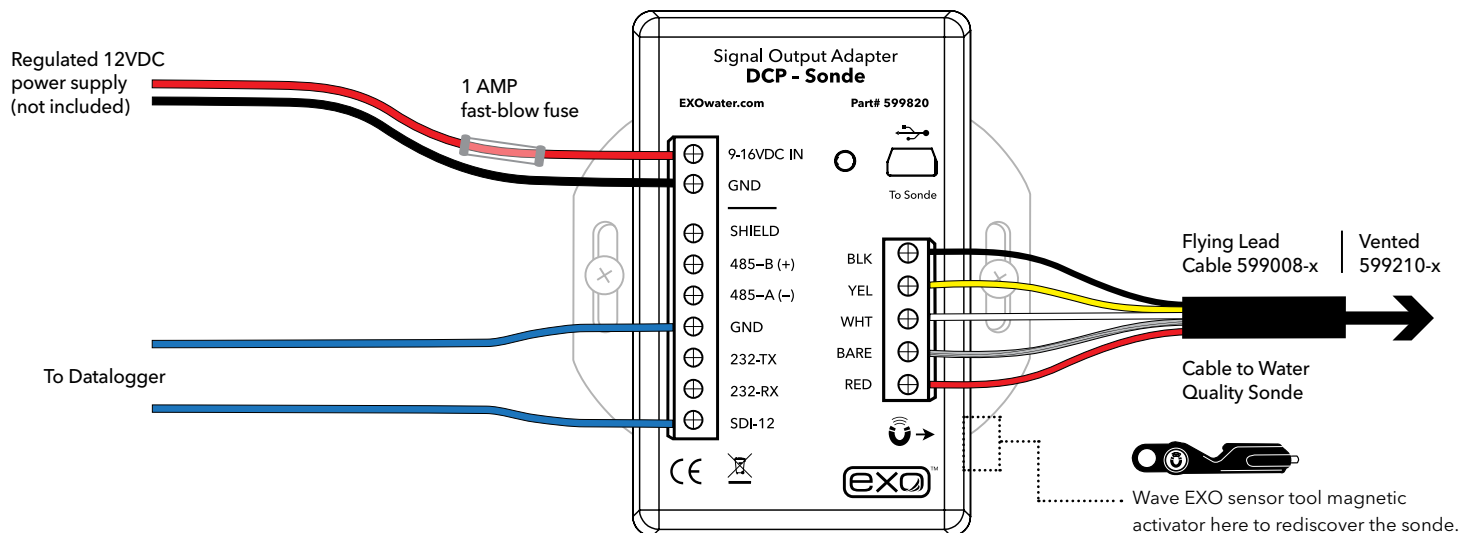 Regulated 12VDC
power supply
(not included)
1 AMP
fast-blow fuse
To Datalogger
Signal Output Adapter
DCP - Sonde
EXOwater.com
Part# 599820
9-16VDC IN
GND
SHIELD
485–B (+)
485–A (–)
GND
232-TX
232-RX
SDI-12
To Sonde
BLK
YEL
WHT
BARE
RED
CE
exo™
Flying Lead
Cable 599008-x
Vented
599210-x
Cable to Water
Quality Sonde
Wave EXO sensor tool magnetic
activator here to rediscover the sonde.